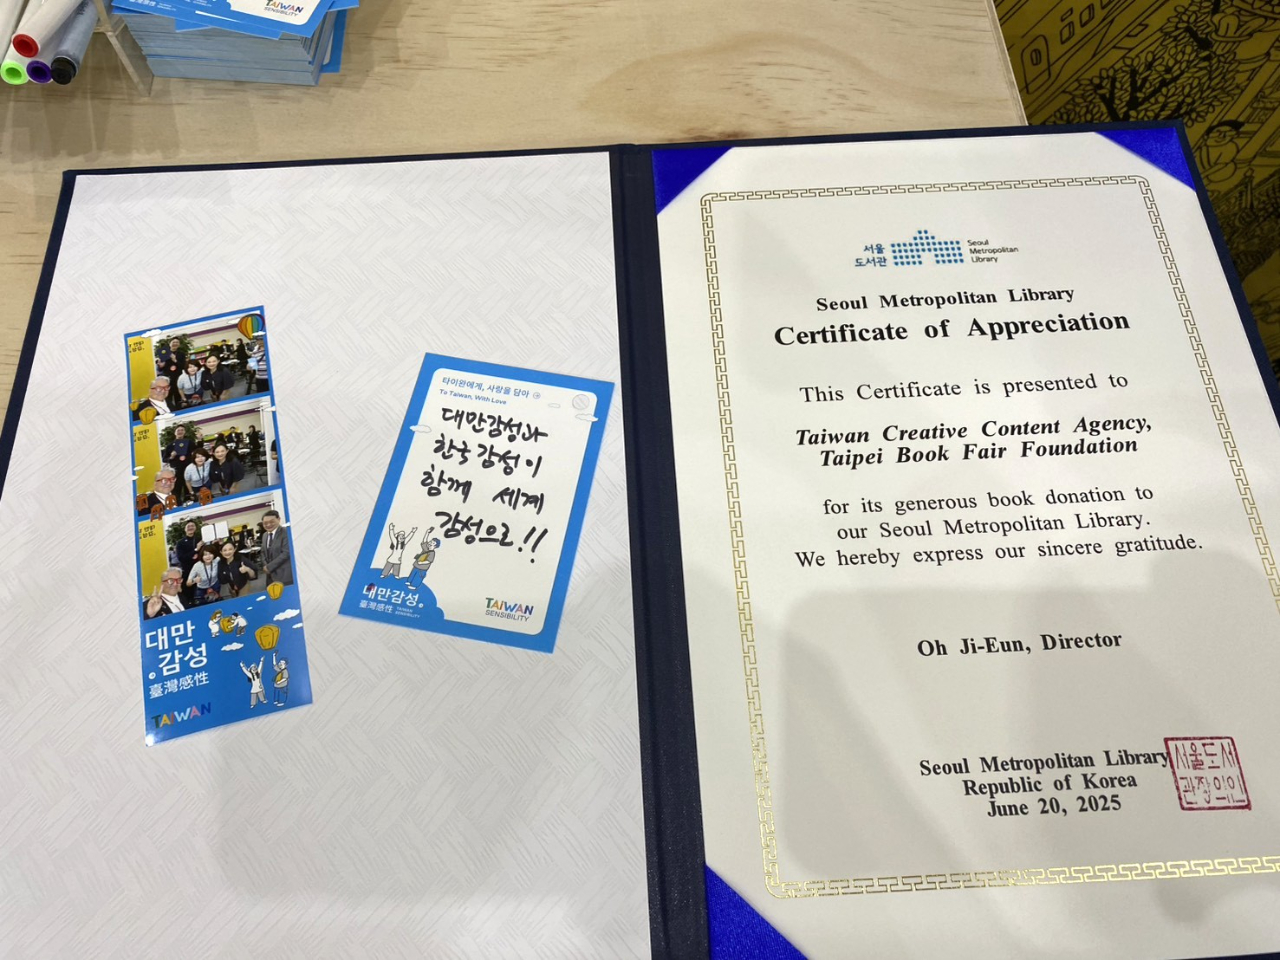 TAIWAN
SENSIBILITY
대만
감성
臺灣感性
TAIWAN
타이완에게, 사랑을 담아
To Taiwan, With Love
대만감성과
한국감성이
함께 세계
감성으로!!
대만감성
臺灣感性
TAIWAN
SENSIBILITY
TAIWAN
SENSIBILITY
서울
도서관
Seoul
Metropolitan
Library
Seoul Metropolitan Library
Certificate of Appreciation
This Certificate is presented to
Taiwan Creative Content Agency,
Taipei Book Fair Foundation
for its generous book donation to
our Seoul Metropolitan Library.
We hereby express our sincere gratitude.
Oh Ji-Eun, Director
Seoul Metropolitan Library
Republic of Korea
June 20, 2025
서울도서
관장의인